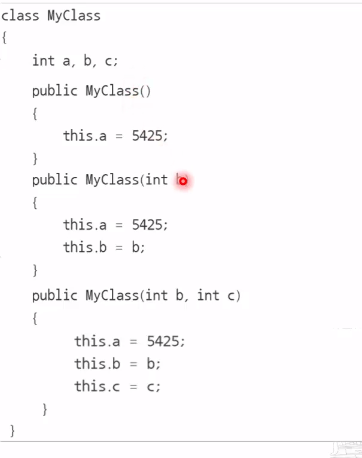 class MyClass
{
int a, b, c;
public MyClass()
{
this.a = 5425;
}
public MyClass(int
{
this.a = 5425;
this.b = b;
}
public MyClass(int b, int c)
{
this.a = 5425;
this.b = b;
this.c = c;
}
}